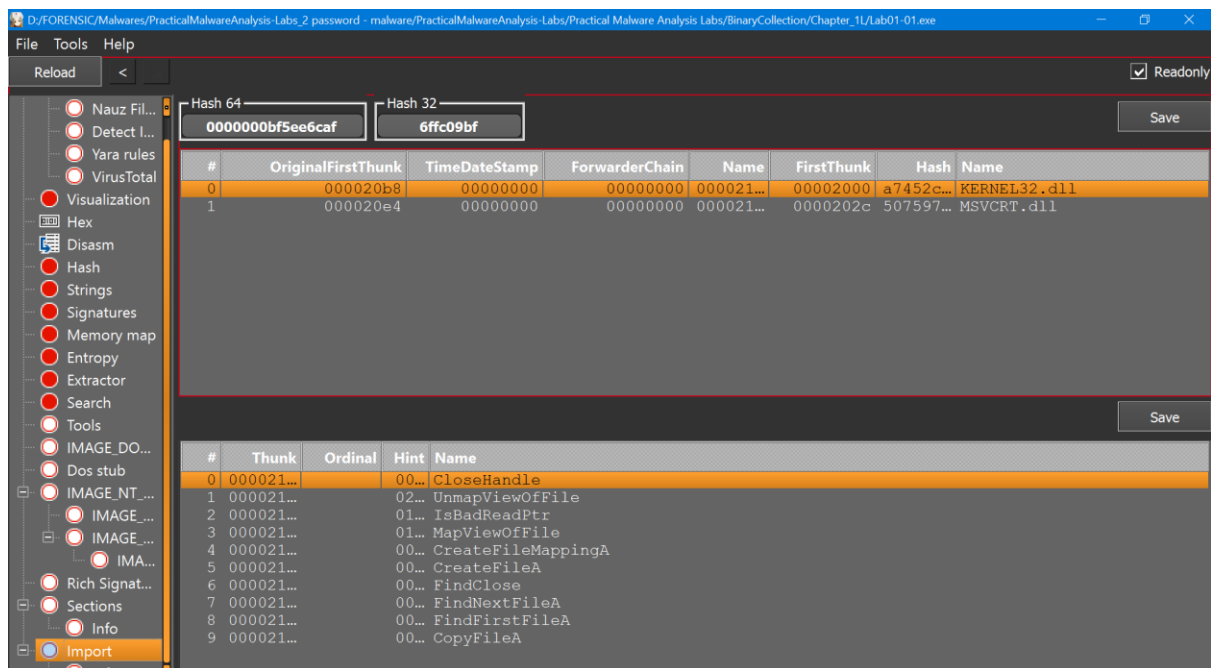 D:/FORENSIC/Malwares/PracticalMalwareAnalysis-Labs_2 password - malware/PracticalMalwareAnalysis-Labs/Practical Malware Analysis Labs/BinaryCollection/Chapter_1L/Lab01-01.exe
File Tools Help
Reload < Readonly
Nauz Fil...
Detect I...
Yara rules
VirusTotal
Visualization
Hex
Disasm
Hash
Strings
Signatures
Memory map
Entropy
Extractor
Search
Tools
IMAGE_DO...
Dos stub
IMAGE_NT_...
IMAGE_...
IMAGE_...
IMA...
Rich Signat...
Sections
Info
Import
Hash 64 Hash 32
0000000bf5ee6caf 6ffc09bf
Save
# OriginalFirstThunk TimeDateStamp ForwarderChain Name FirstThunk Hash Name
0 000020b8 00000000 00000000 000021... 00002000 a7452c... KERNEL32.dll
1 000020e4 00000000 00000000 000021... 0000202c 507597... MSVCRT.dll
Save
# Thunk Ordinal Hint Name
0 000021... 00... CloseHandle
1 000021... 02... UnmapViewOfFile
2 000021... 01... IsBadReadPtr
3 000021... 01... MapViewOfFile
4 000021... 00... CreateFileMappingA
5 000021... 00... CreateFileA
6 000021... 00... FindClose
7 000021... 00... FindNextFileA
8 000021... 00... FindFirstFileA
9 000021... 00... CopyFileA